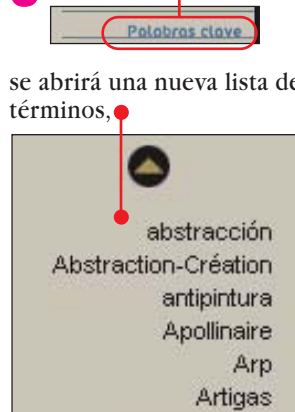 Palabras clave
se abrirá una nueva lista de
términos,
abstracción
Abstraction-Création
antipintura
Apollinaire
Arp
Artigas